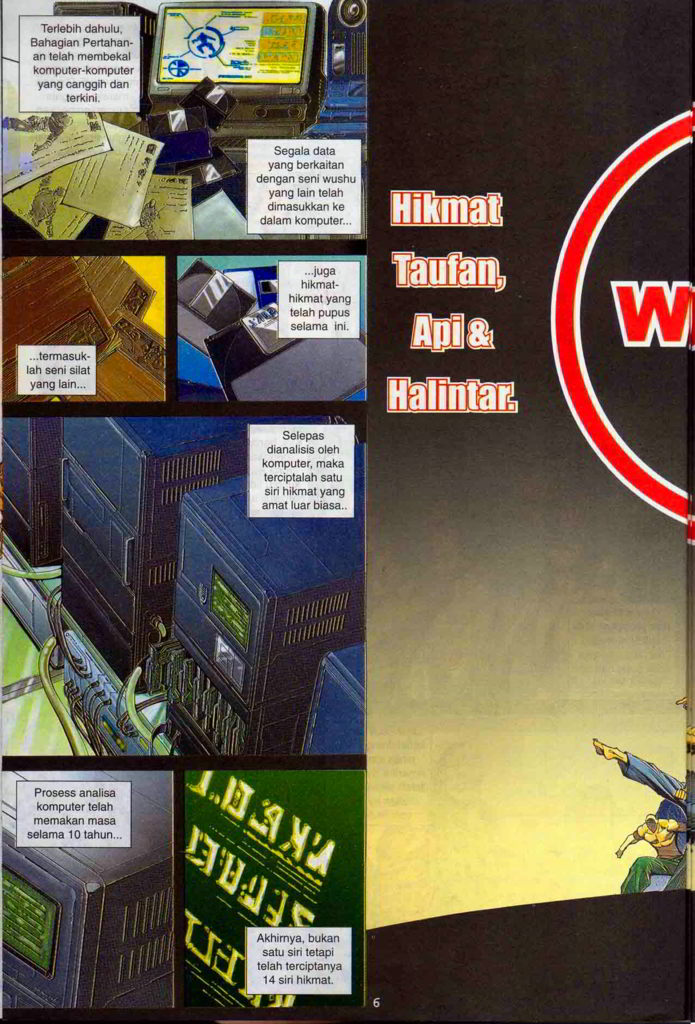 Terlebih dahulu,
Bahagian Pertahan-
an telah membekal
komputer-komputer
yang canggih dan
terkini.
Segala data
yang berkaitan
dengan seni wushu
yang lain telah
dimasukkan ke
dalam komputer...
...termasuk-
lah seni silat
yang lain...
...juga
hikmat-
hikmat yang
telah pupus
selama ini.
Selepas
dianalisis oleh
komputer, maka
terciptalah satu
siri hikmat yang
amat luar biasa..
Prosess analisa
komputer telah
memakan masa
selama 10 tahun...
Akhirnya, bukan
satu siri tetapi
telah terciptanya
14 siri hikmat.
Hikmat
Taufan,
Api &
Halintar.
W
6